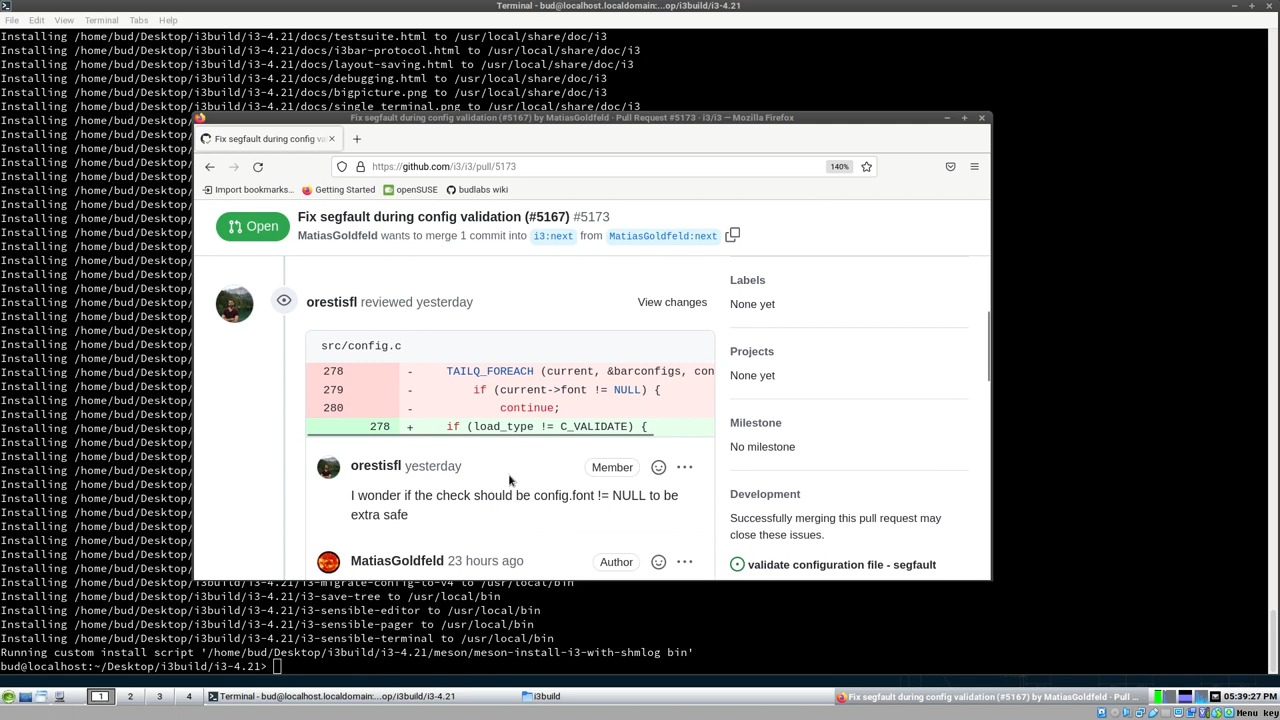 Terminal - bud@localhost.localdomain:...op/i3build/i3-4.21
File Edit View Terminal Tabs Help
Installing /home/bud/Desktop/i3build/i3-4.21/docs/testsuite.html to /usr/local/share/doc/i3
Installing /home/bud/Desktop/i3build/i3-4.21/docs/i3bar-protocol.html to /usr/local/share/doc/i3
Installing /home/bud/Desktop/i3build/i3-4.21/docs/layout-saving.html to /usr/local/share/doc/i3
Installing /home/bud/Desktop/i3build/i3-4.21/docs/debugging.html to /usr/local/share/doc/i3
Installing /home/bud/Desktop/i3build/i3-4.21/docs/bigpicture.png to /usr/local/share/doc/i3
Installing /home/bud/Desktop/i3build/i3-4.21/docs/single_terminal.png to /usr/local/share/doc/i3
Fix segfault during config validation (#5167) by MatiasGoldfeld · Pull Request #5173 · i3/i3 — Mozilla Firefox
Fix segfault during config va
https://github.com/i3/i3/pull/5173
140%
Import bookmarks... Getting Started openSUSE budlabs wiki
Open
Fix segfault during config validation (#5167) #5173
MatiasGoldfeld wants to merge 1 commit into i3:next from MatiasGoldfeld:next
orestisfl reviewed yesterday View changes
src/config.c
278 - TAILQ_FOREACH (current, &barconfigs, con
279 - if (current->font != NULL) {
280 - continue;
278 + if (load_type != C_VALIDATE) {
orestisfl yesterday Member
I wonder if the check should be config.font != NULL to be
extra safe
MatiasGoldfeld 23 hours ago Author
Labels
None yet
Projects
None yet
Milestone
No milestone
Development
Successfully merging this pull request may
close these issues.
validate configuration file - segfault
Installing /home/bud/Desktop/i3build/i3-4.21/i3-migrate-config-to-v4 to /usr/local/bin
Installing /home/bud/Desktop/i3build/i3-4.21/i3-save-tree to /usr/local/bin
Installing /home/bud/Desktop/i3build/i3-4.21/i3-sensible-editor to /usr/local/bin
Installing /home/bud/Desktop/i3build/i3-4.21/i3-sensible-pager to /usr/local/bin
Installing /home/bud/Desktop/i3build/i3-4.21/i3-sensible-terminal to /usr/local/bin
Running custom install script '/home/bud/Desktop/i3build/i3-4.21/meson/meson-install-i3-with-shmlog bin'
bud@localhost:~/Desktop/i3build/i3-4.21>
1 2 3 4 Terminal - bud@localhost.localdomain:...op/i3build/i3-4.21 i3build Fix segfault during config validation (#5167) by MatiasGoldfeld · Pull ... 05:39:27 PM
Menu key